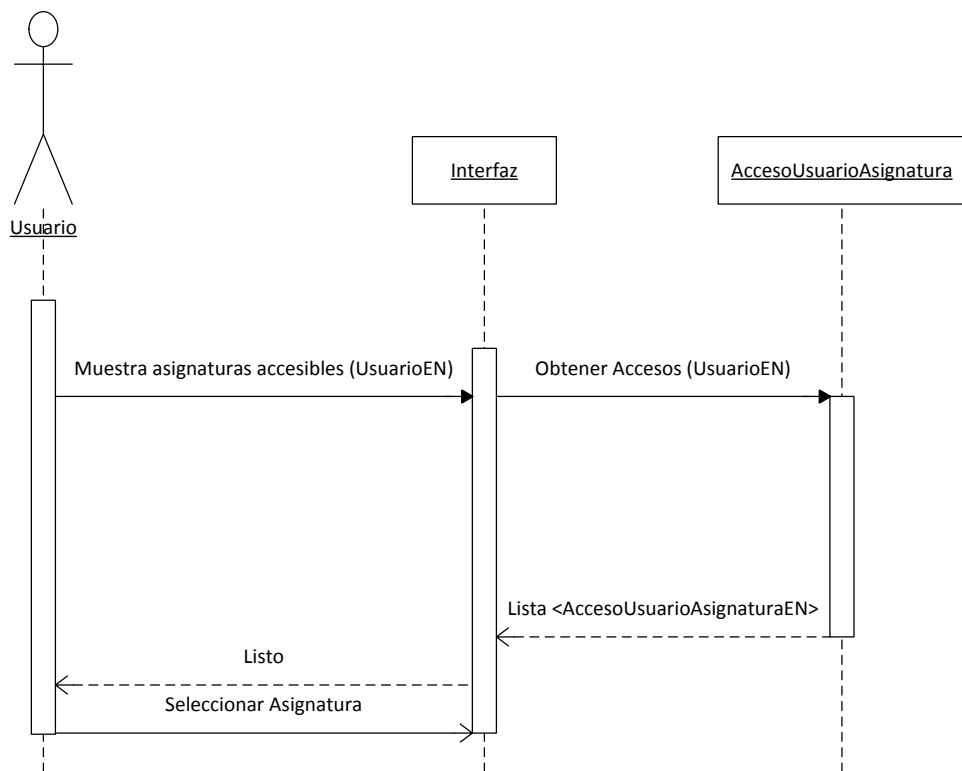 Interfaz
AccesoUsuarioAsignatura
Usuario
Muestra asignaturas accesibles (UsuarioEN)
Obtener Accesos (UsuarioEN)
Lista <AccesoUsuarioAsignaturaEN>
Listo
Seleccionar Asignatura